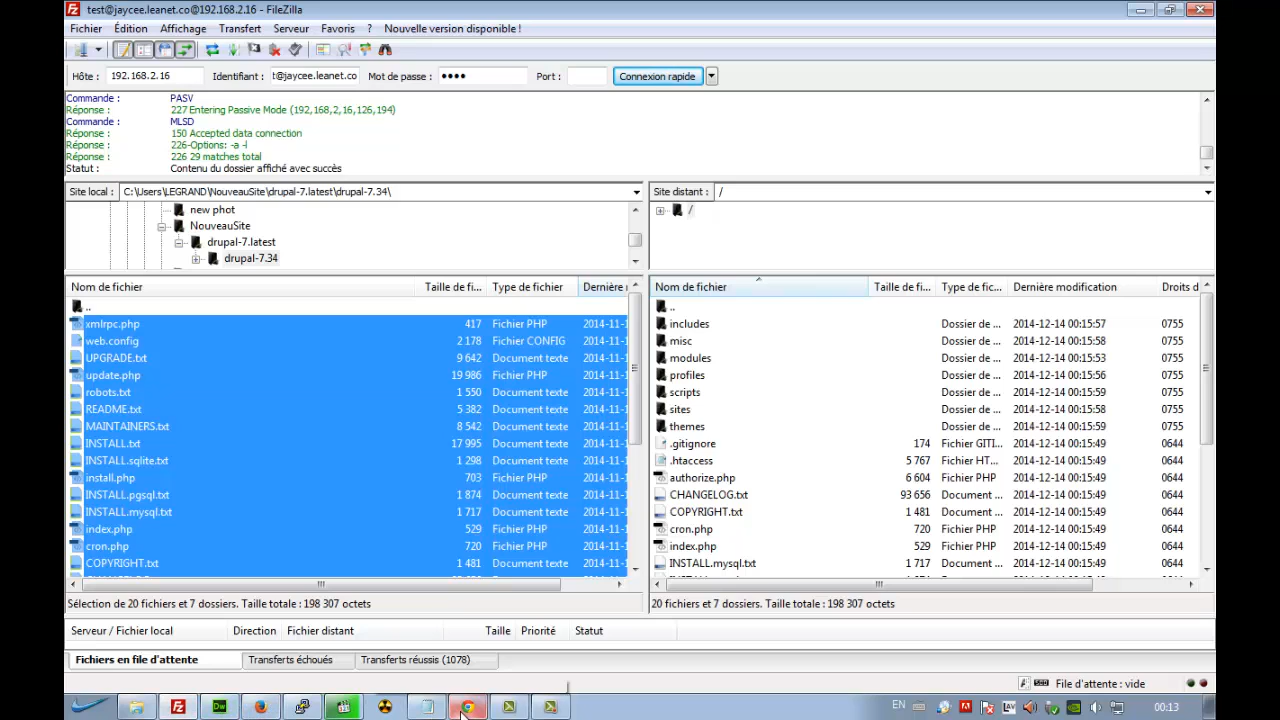 test@jaycee.leanet.co@192.168.2.16 - FileZilla
Fichier Édition Affichage Transfert Serveur Favoris ? Nouvelle version disponible !
Hôte : 192.168.2.16 Identifiant : t@jaycee.leanet.co Mot de passe : •••• Port : Connexion rapide
Commande : PASV
Réponse : 227 Entering Passive Mode (192,168,2,16,126,194)
Commande : MLSD
Réponse : 150 Accepted data connection
Réponse : 226-Options: -a -l
Réponse : 226 29 matches total
Statut : Contenu du dossier affiché avec succès
Site local : C:\Users\LEGRAND\NouveauSite\drupal-7.latest\drupal-7.34\
new phot
NouveauSite
drupal-7.latest
drupal-7.34
Site distant : /
/
Nom de fichier Taille de fi... Type de fichier Dernière
..
xmlrpc.php 417 Fichier PHP 2014-11-1
web.config 2 178 Fichier CONFIG 2014-11-1
UPGRADE.txt 9 642 Document texte 2014-11-1
update.php 19 986 Fichier PHP 2014-11-1
robots.txt 1 550 Document texte 2014-11-1
README.txt 5 382 Document texte 2014-11-1
MAINTAINERS.txt 8 542 Document texte 2014-11-1
INSTALL.txt 17 995 Document texte 2014-11-1
INSTALL.sqlite.txt 1 298 Document texte 2014-11-1
install.php 703 Fichier PHP 2014-11-1
INSTALL.pgsql.txt 1 874 Document texte 2014-11-1
INSTALL.mysql.txt 1 717 Document texte 2014-11-1
index.php 529 Fichier PHP 2014-11-1
cron.php 720 Fichier PHP 2014-11-1
COPYRIGHT.txt 1 481 Document texte 2014-11-1
Sélection de 20 fichiers et 7 dossiers. Taille totale : 198 307 octets
Nom de fichier Taille de fi... Type de fic... Dernière modification Droits d
..
includes Dossier de ... 2014-12-14 00:15:57 0755
misc Dossier de ... 2014-12-14 00:15:58 0755
modules Dossier de ... 2014-12-14 00:15:53 0755
profiles Dossier de ... 2014-12-14 00:15:56 0755
scripts Dossier de ... 2014-12-14 00:15:49 0755
sites Dossier de ... 2014-12-14 00:15:58 0755
themes Dossier de ... 2014-12-14 00:15:58 0755
.gitignore 174 Fichier GITI... 2014-12-14 00:15:49 0644
.htaccess 5 767 Fichier HT... 2014-12-14 00:15:49 0644
authorize.php 6 604 Fichier PHP 2014-12-14 00:15:49 0644
CHANGELOG.txt 93 656 Document ... 2014-12-14 00:15:49 0644
COPYRIGHT.txt 1 481 Document ... 2014-12-14 00:15:49 0644
cron.php 720 Fichier PHP 2014-12-14 00:15:49 0644
index.php 529 Fichier PHP 2014-12-14 00:15:49 0644
INSTALL.mysql.txt 1 717 Document ... 2014-12-14 00:15:49 0644
20 fichiers et 7 dossiers. Taille totale : 198 307 octets
Serveur / Fichier local Direction Fichier distant Taille Priorité Statut
Fichiers en file d'attente Transferts échoués Transferts réussis (1078)
File d'attente : vide
EN 00:13